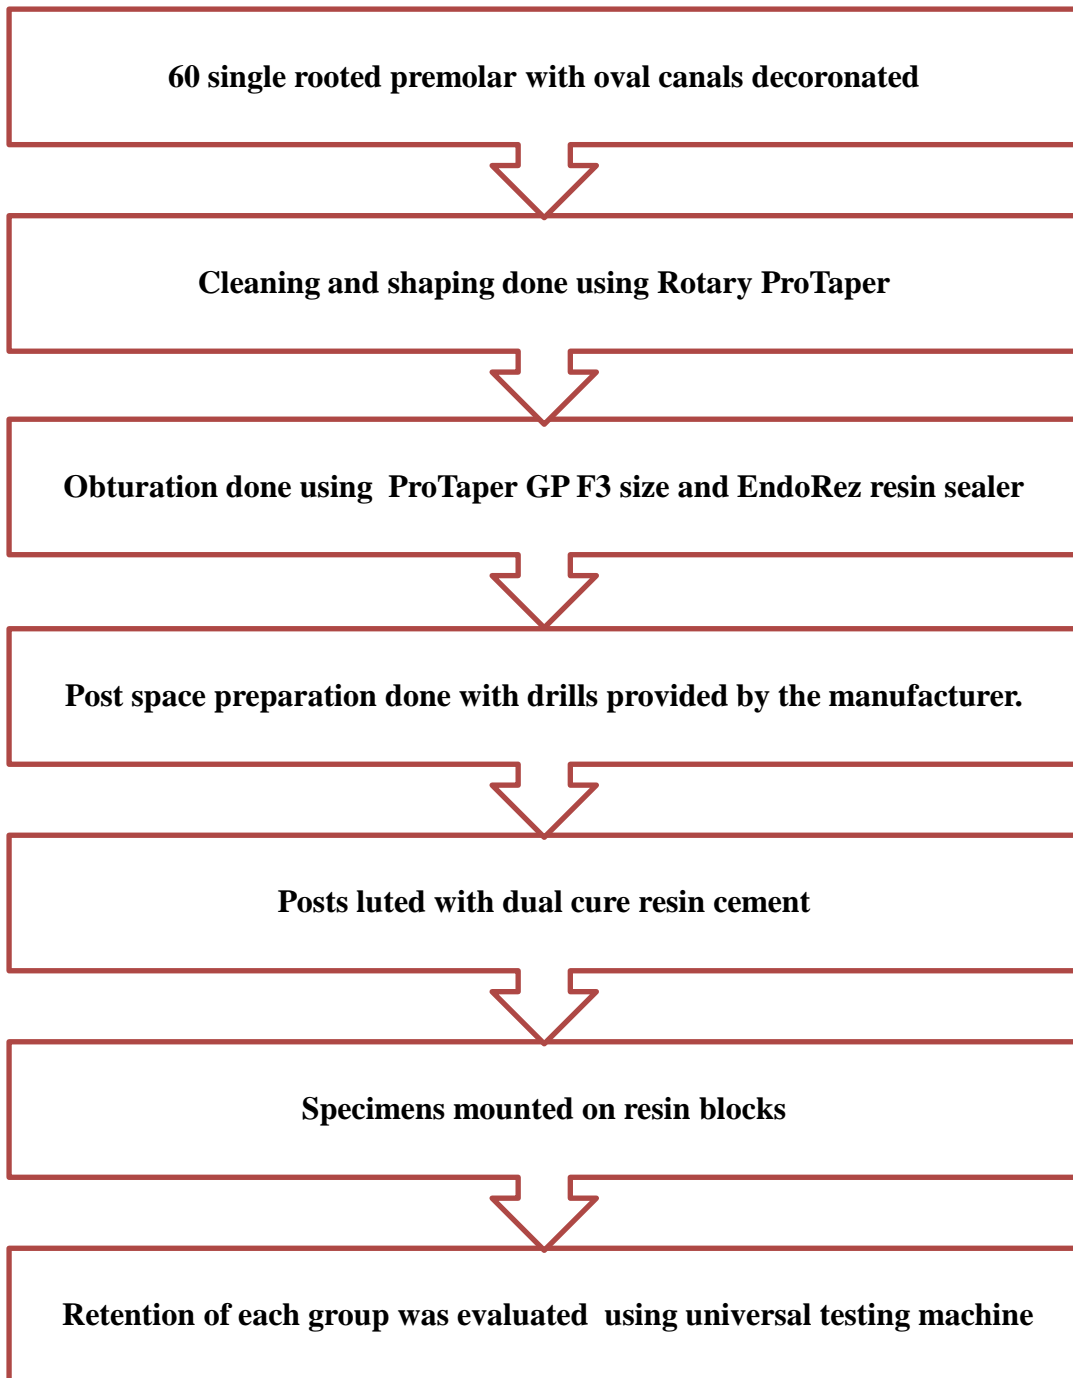 60 single rooted premolar with oval canals decoronated
Cleaning and shaping done using Rotary ProTaper
Obturation done using  ProTaper GP F3 size and EndoRez resin sealer
Post space preparation done with drills provided by the manufacturer.
Posts luted with dual cure resin cement
Specimens mounted on resin blocks
Retention of each group was evaluated  using universal testing machine